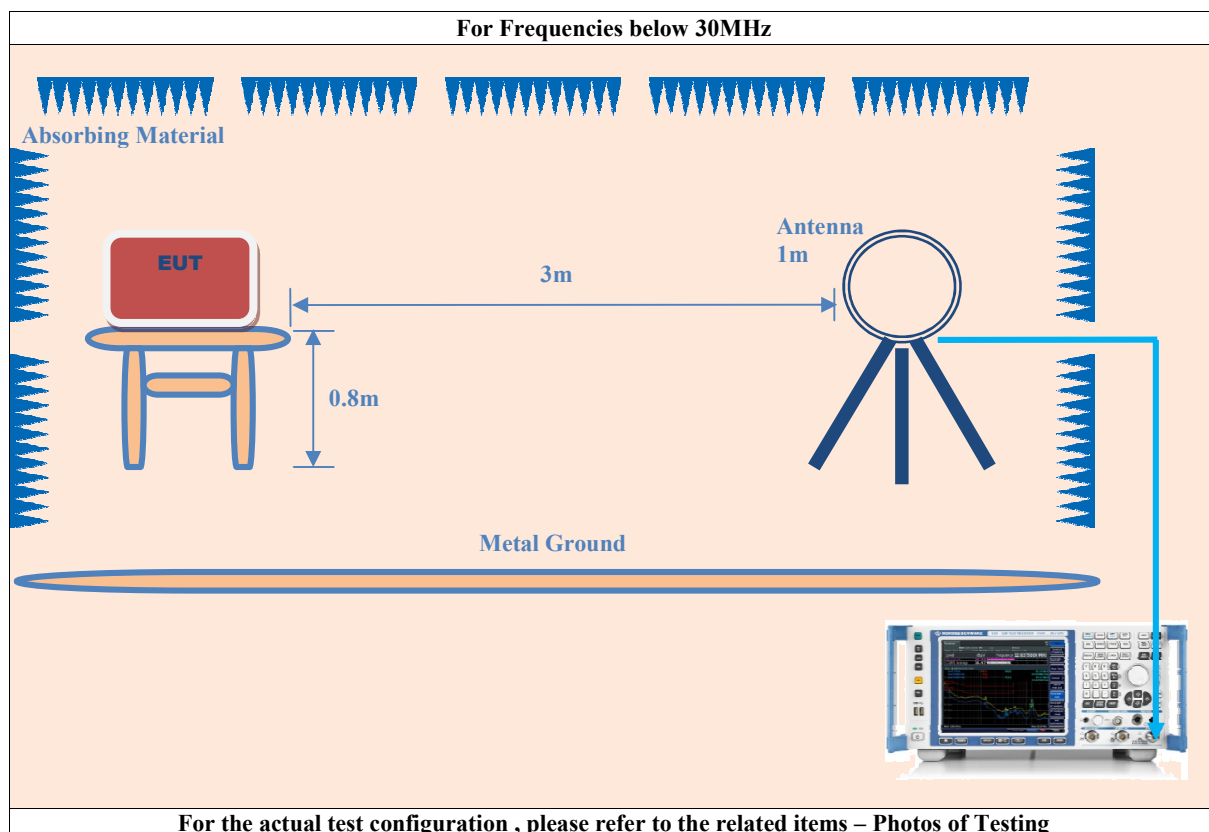 For Frequencies below 30MHz
Absorbing Material
EUT
Antenna
1m
3m
0.8m
Metal Ground
For the actual test configuration , please refer to the related items – Photos of Testing